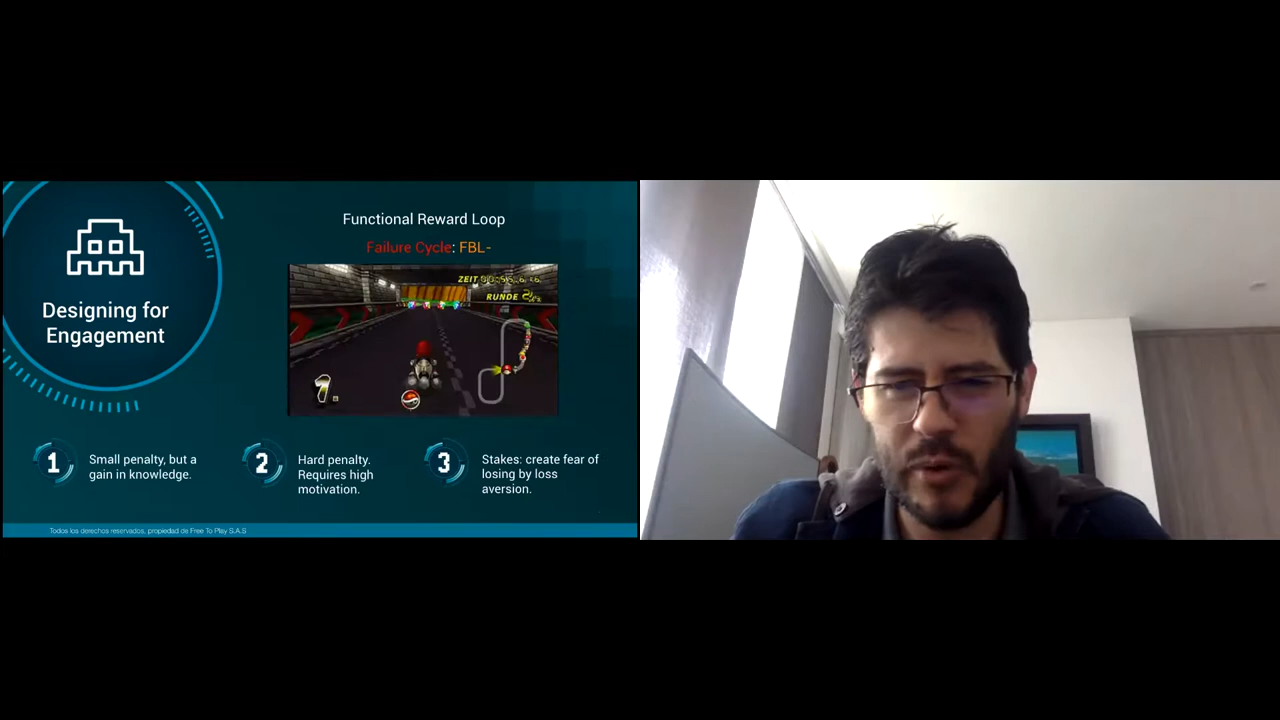 Functional Reward Loop
Failure Cycle: FBL-
Designing for
Engagement
ZEIT
RUNDE 2
1
1
Small penalty, but a
gain in knowledge.
2
Hard penalty.
Requires high
motivation.
3
Stakes: create fear of
losing by loss
aversion.
Todos los derechos reservados, propiedad de Free To Play S.A.S